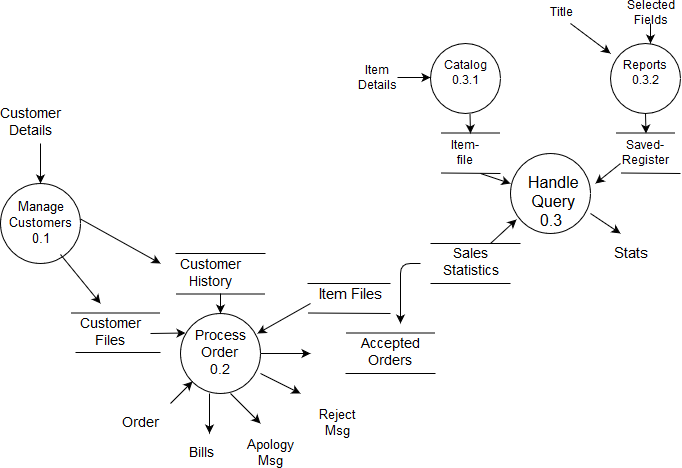 Title
Selected
Fields
Item
Details
Catalog
0.3.1
Reports
0.3.2
Customer
Details
Item-
file
Saved-
Register
Manage
Customers
0.1
Handle
Query
0.3
Customer
History
Sales
Statistics
Stats
Item Files
Customer
Files
Process
Order
0.2
Accepted
Orders
Order
Bills
Apology
Msg
Reject
Msg